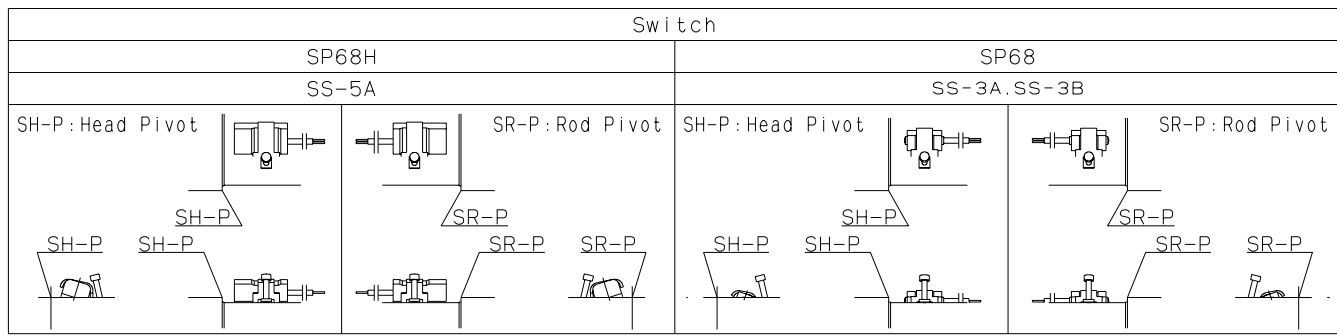 Switch
SP68H SP68
SS-5A SS-3A.SS-3B
SH-P:Head Pivot SR-P:Rod Pivot SH-P:Head Pivot SR-P:Rod Pivot
SH-P SR-P SH-P SR-P
SH-P SH-P SR-P SR-P SH-P SH-P SR-P SR-P